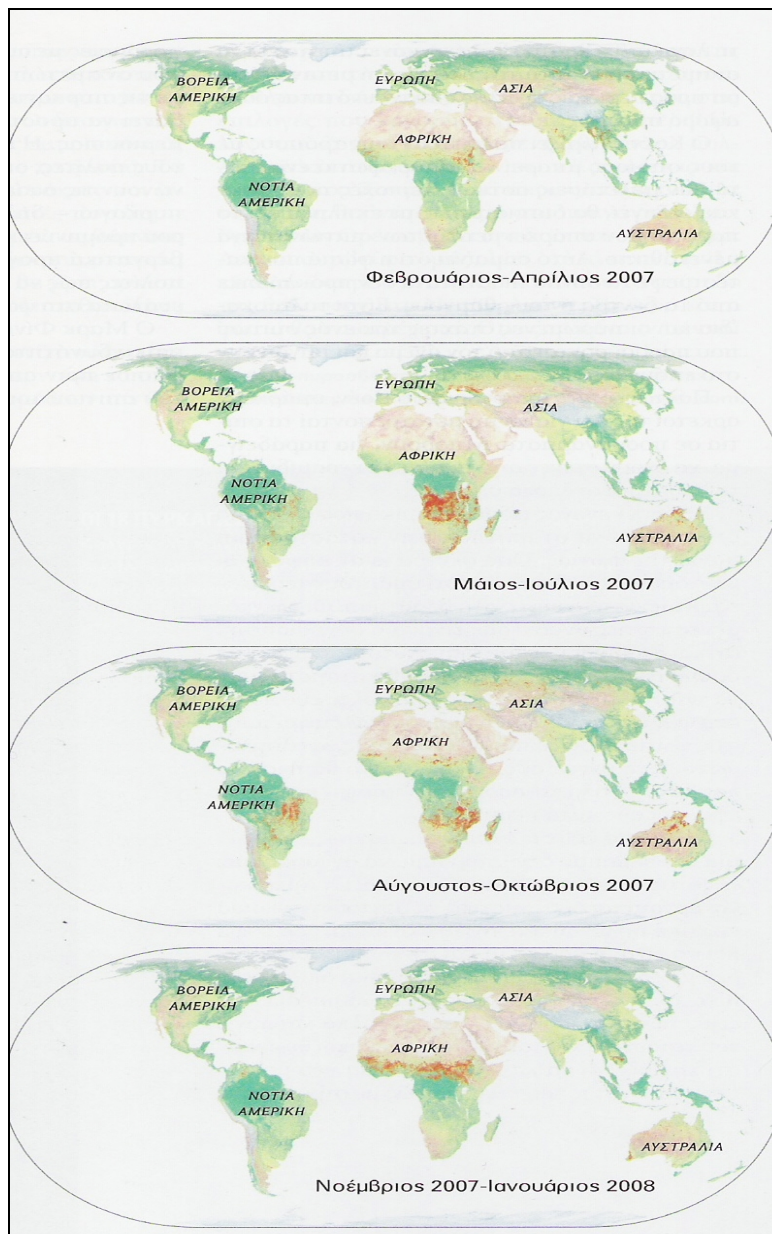 ΒΟΡΕΙΑ
ΑΜΕΡΙΚΗ
ΕΥΡΩΠΗ
ΑΣΙΑ
ΑΦΡΙΚΗ
ΝΟΤΙΑ
ΑΜΕΡΙΚΗ
ΑΥΣΤΡΑΛΙΑ
Φεβρουάριος-Απρίλιος 2007
ΒΟΡΕΙΑ
ΑΜΕΡΙΚΗ
ΕΥΡΩΠΗ
ΑΣΙΑ
ΑΦΡΙΚΗ
ΝΟΤΙΑ
ΑΜΕΡΙΚΗ
ΑΥΣΤΡΑΛΙΑ
Μάιος-Ιούλιος 2007
ΒΟΡΕΙΑ
ΑΜΕΡΙΚΗ
ΕΥΡΩΠΗ
ΑΣΙΑ
ΑΦΡΙΚΗ
ΝΟΤΙΑ
ΑΜΕΡΙΚΗ
ΑΥΣΤΡΑΛΙΑ
Αύγουστος-Οκτώβριος 2007
ΒΟΡΕΙΑ
ΑΜΕΡΙΚΗ
ΕΥΡΩΠΗ
ΑΣΙΑ
ΑΦΡΙΚΗ
ΝΟΤΙΑ
ΑΜΕΡΙΚΗ
ΑΥΣΤΡΑΛΙΑ
Νοέμβριος 2007-Ιανουάριος 2008